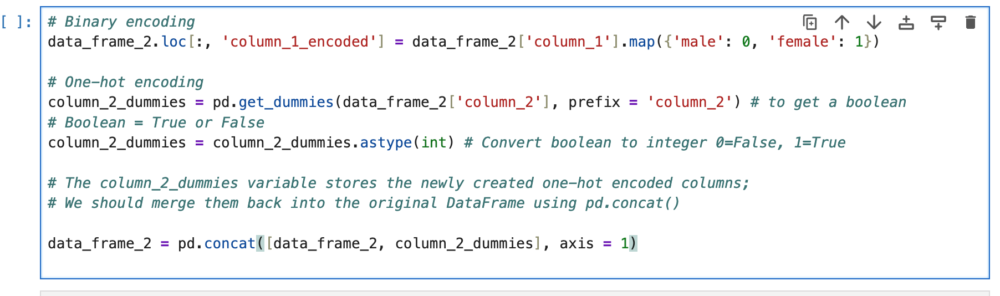 [ ]:
# Binary encoding
data_frame_2.loc[:, 'column_1_encoded'] = data_frame_2['column_1'].map({'male': 0, 'female': 1})
# One-hot encoding
column_2_dummies = pd.get_dummies(data_frame_2['column_2'], prefix = 'column_2') # to get a boolean
# Boolean = True or False
column_2_dummies = column_2_dummies.astype(int) # Convert boolean to integer 0=False, 1=True
# The column_2_dummies variable stores the newly created one-hot encoded columns;
# We should merge them back into the original DataFrame using pd.concat()
data_frame_2 = pd.concat([data_frame_2, column_2_dummies], axis = 1)